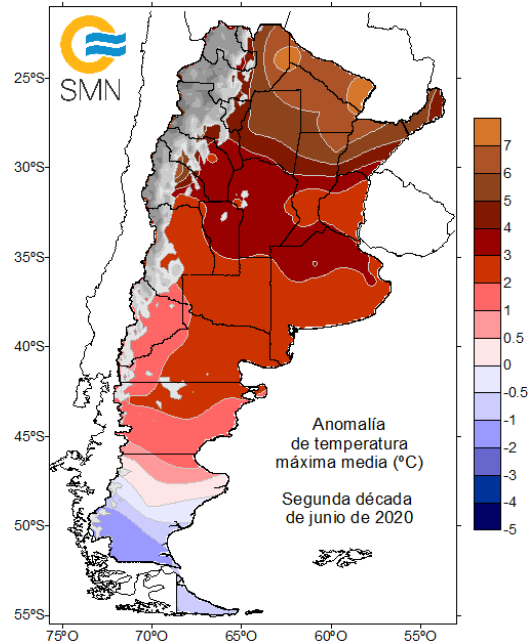 SMN
25ºS
30ºS
35ºS
40ºS
45ºS
50ºS
55ºS
75ºO
70ºO
65ºO
60ºO
55ºO
7
6
5
4
3
2
1
0.5
0
-0.5
-1
-2
-3
-4
-5
Anomalía
de temperatura
máxima media (ºC)
Segunda década
de junio de 2020